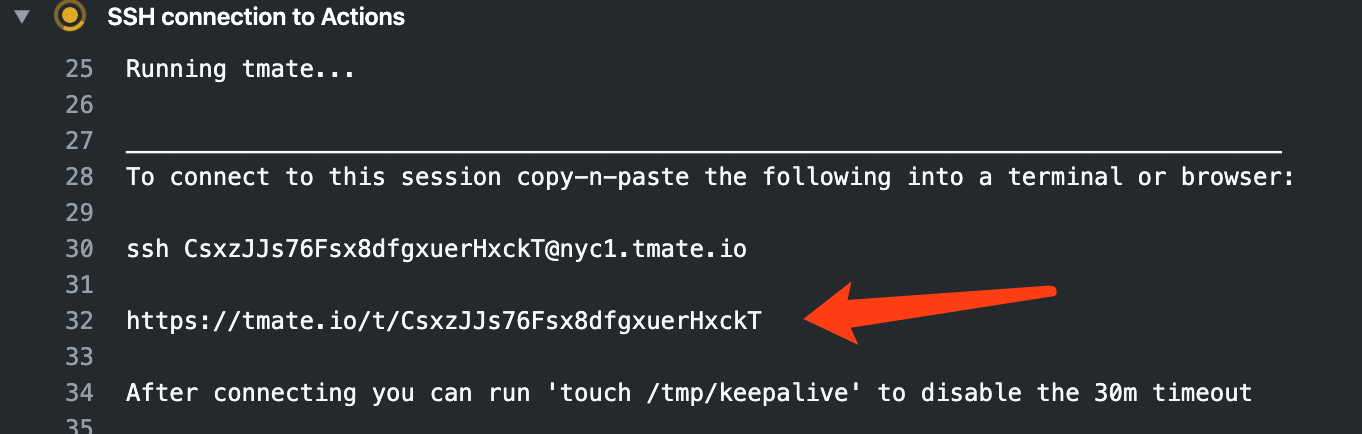 SSH connection to Actions
25 Running tmate...
26
27
28 To connect to this session copy-n-paste the following into a terminal or browser:
29
30 ssh CsxzJJs76Fsx8dfgxuerHxckT@nyc1.tmate.io
31
32 https://tmate.io/t/CsxzJJs76Fsx8dfgxuerHxckT
33
34 After connecting you can run 'touch /tmp/keepalive' to disable the 30m timeout
35